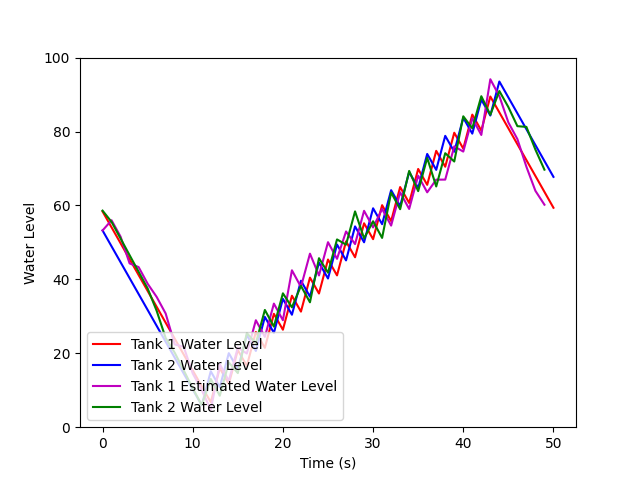 100
80
60
40
20
0
Water Level
Tank 1 Water Level
Tank 2 Water Level
Tank 1 Estimated Water Level
Tank 2 Water Level
0 10 20 30 40 50
Time (s)